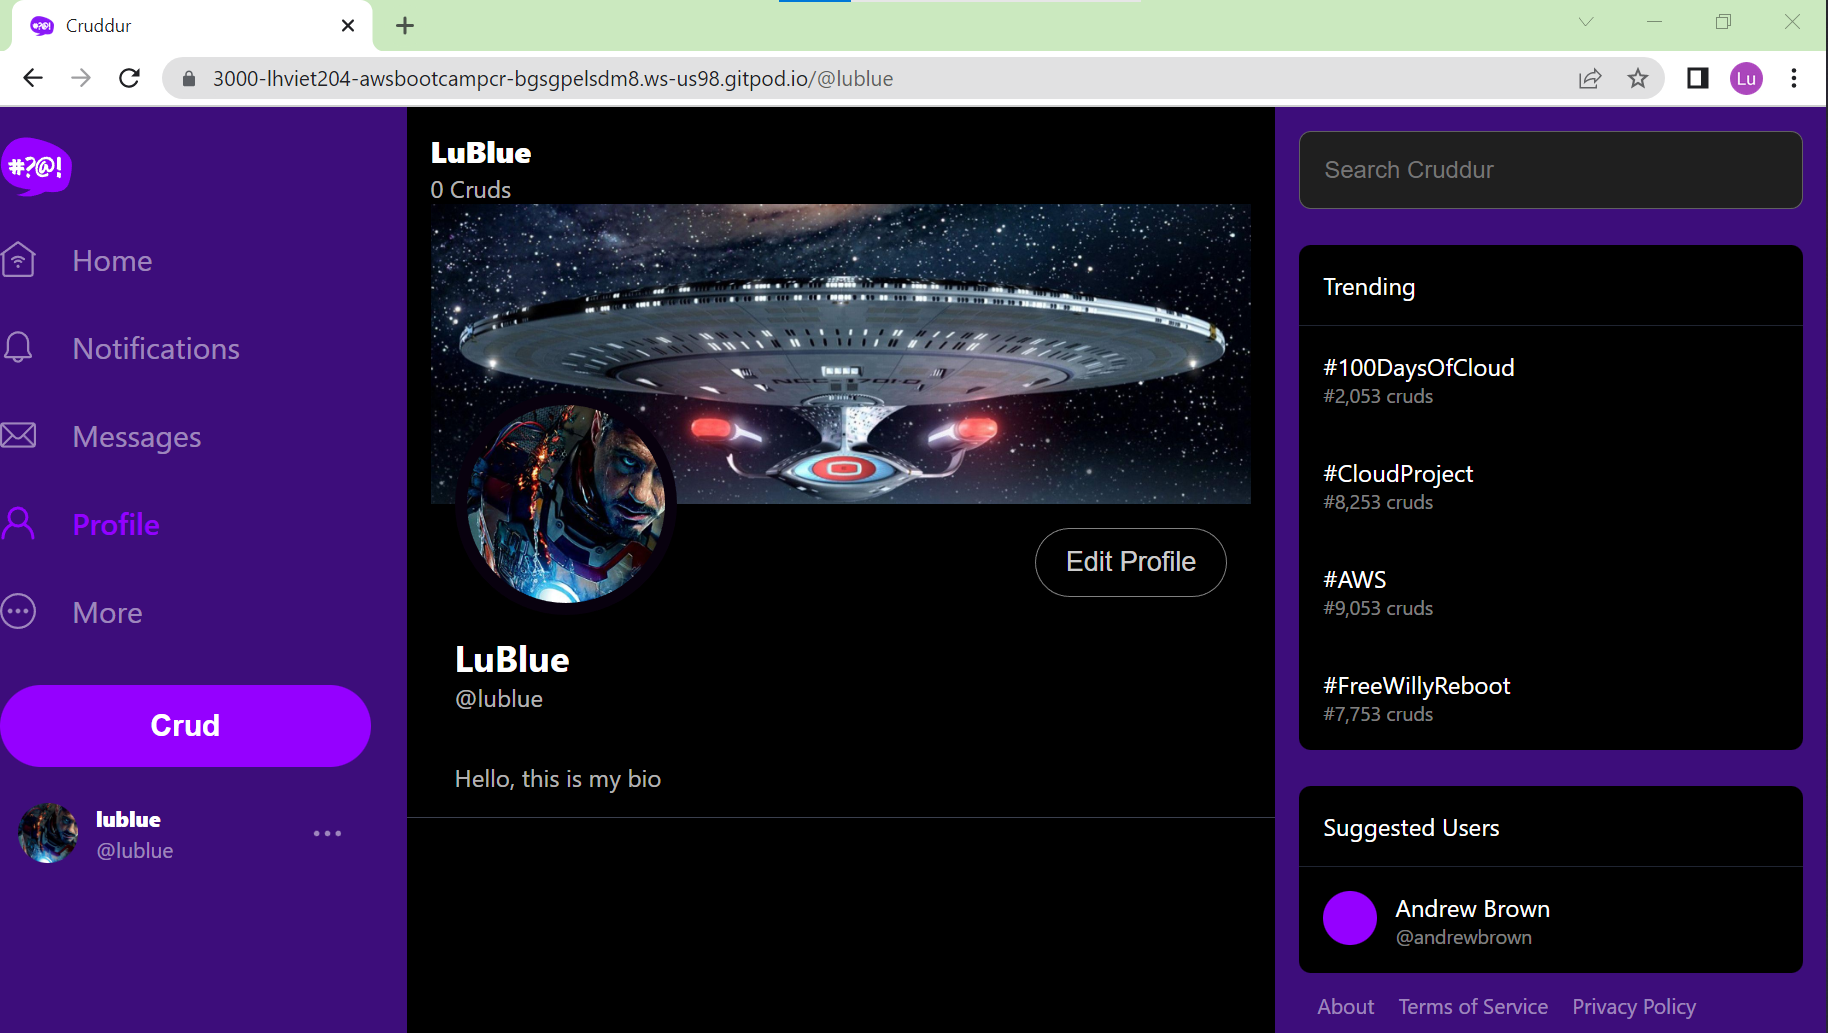 #?@!
Cruddur
3000-lhviet204-awsbootcampcr-bgsgpelsdm8.ws-us98.gitpod.io/@lublue
Lu
#?@!
Home
Notifications
Messages
Profile
More
Crud
lublue
@lublue
LuBlue
0 Cruds
NCC-1701-D
Edit Profile
LuBlue
@lublue
Hello, this is my bio
Search Cruddur
Trending
#100DaysOfCloud
#2,053 cruds
#CloudProject
#8,253 cruds
#AWS
#9,053 cruds
#FreeWillyReboot
#7,753 cruds
Suggested Users
Andrew Brown
@andrewbrown
About Terms of Service Privacy Policy